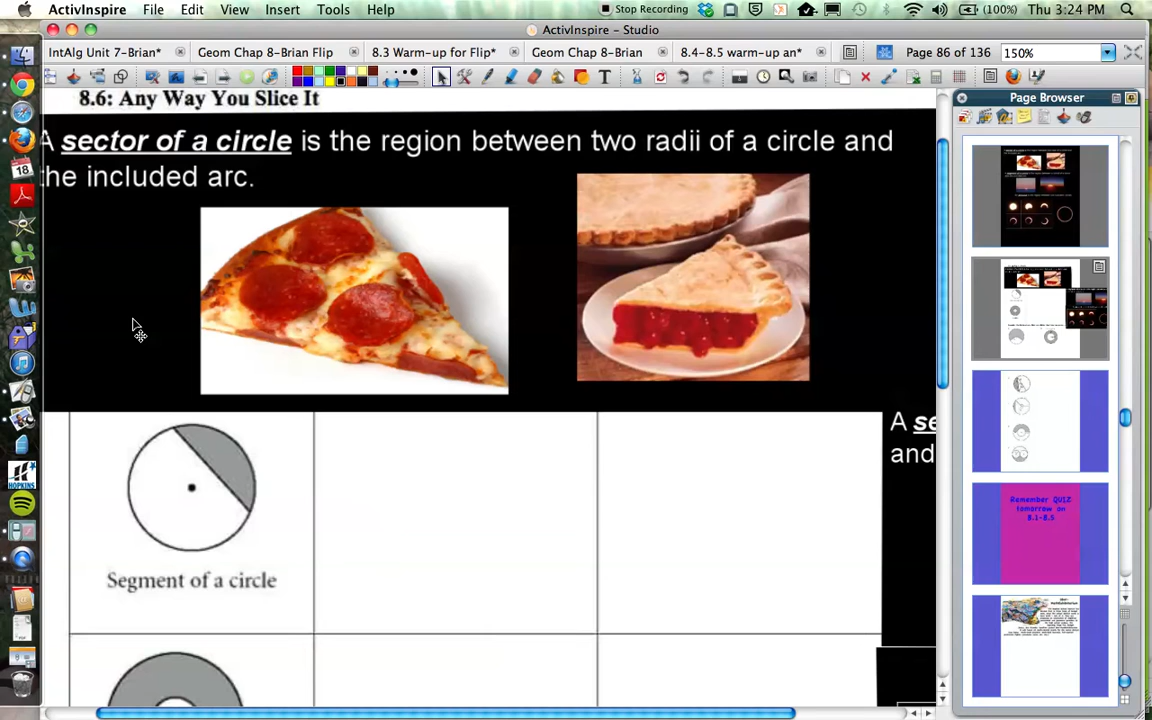 ActivInspire File Edit View Insert Tools Help Stop Recording (100%) Thu 3:24 PM
ActivInspire - Studio
IntAlg Unit 7-Brian* Geom Chap 8-Brian Flip 8.3 Warm-up for Flip* Geom Chap 8-Brian 8.4-8.5 warm-up an* Page 86 of 136 150%
Page Browser
8.6: Any Way You Slice It
A sector of a circle is the region between two radii of a circle and
the included arc.
A se
and
Segment of a circle
Remember QUIZ
tomorrow on
8.1-8.5
18
HOPKINS